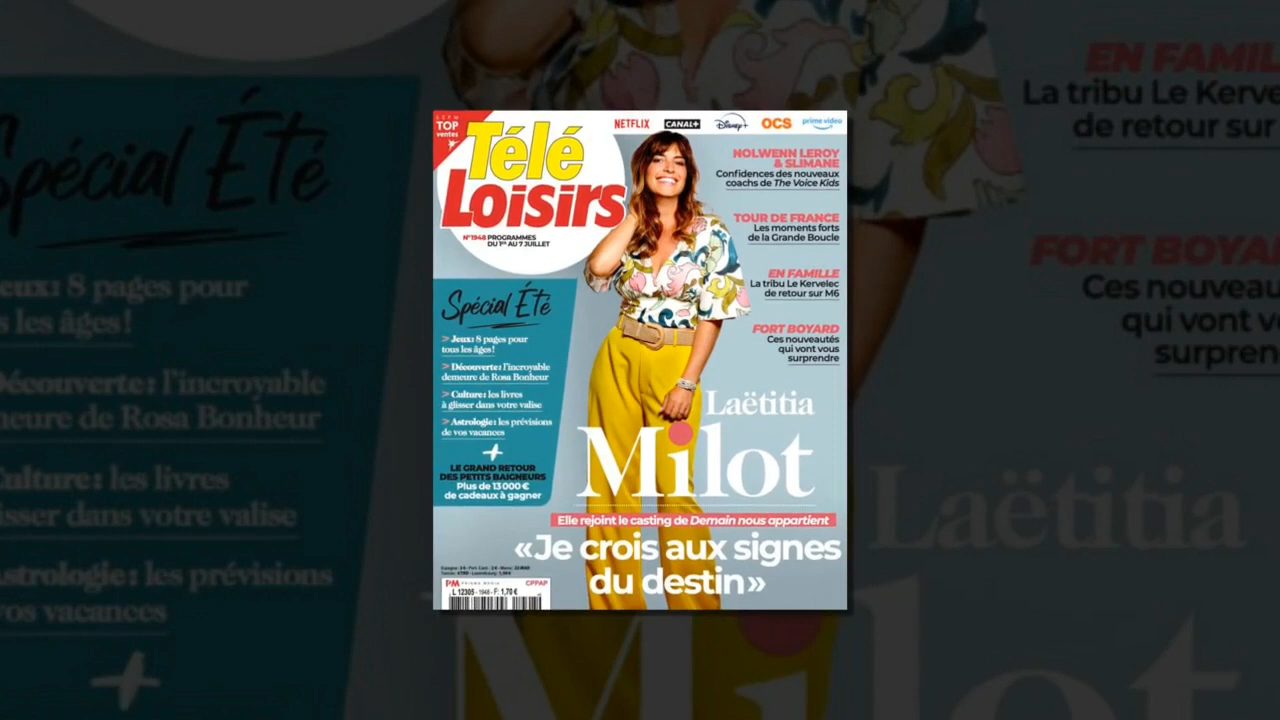 LE FN
TOP
ventes
Télé
Loisirs
N°1948 PROGRAMMES
DU 1ER AU 7 JUILLET
NETFLIX CANAL+ Disney+ OCS prime video
NOLWENN LEROY
& SLIMANE
Confidences des nouveaux
coachs de The Voice Kids
TOUR DE FRANCE
Les moments forts
de la Grande Boucle
EN FAMILLE
La tribu Le Kervelec
de retour sur M6
FORT BOYARD
Ces nouveautés
qui vont vous
surprendre
Spécial Été
> Jeux : 8 pages pour
tous les âges !
> Découverte : l'incroyable
demeure de Rosa Bonheur
> Culture : les livres
à glisser dans votre valise
> Astrologie : les prévisions
de vos vacances
+
LE GRAND RETOUR
DES PETITS BAIGNEURS
Plus de 13 000 €
de cadeaux à gagner
Laëtitia
Milot
Elle rejoint le casting de Demain nous appartient
«Je crois aux signes
du destin»
PM PRISMA MEDIA CPPAP
L 12305 - 1948 - F: 1,70 €